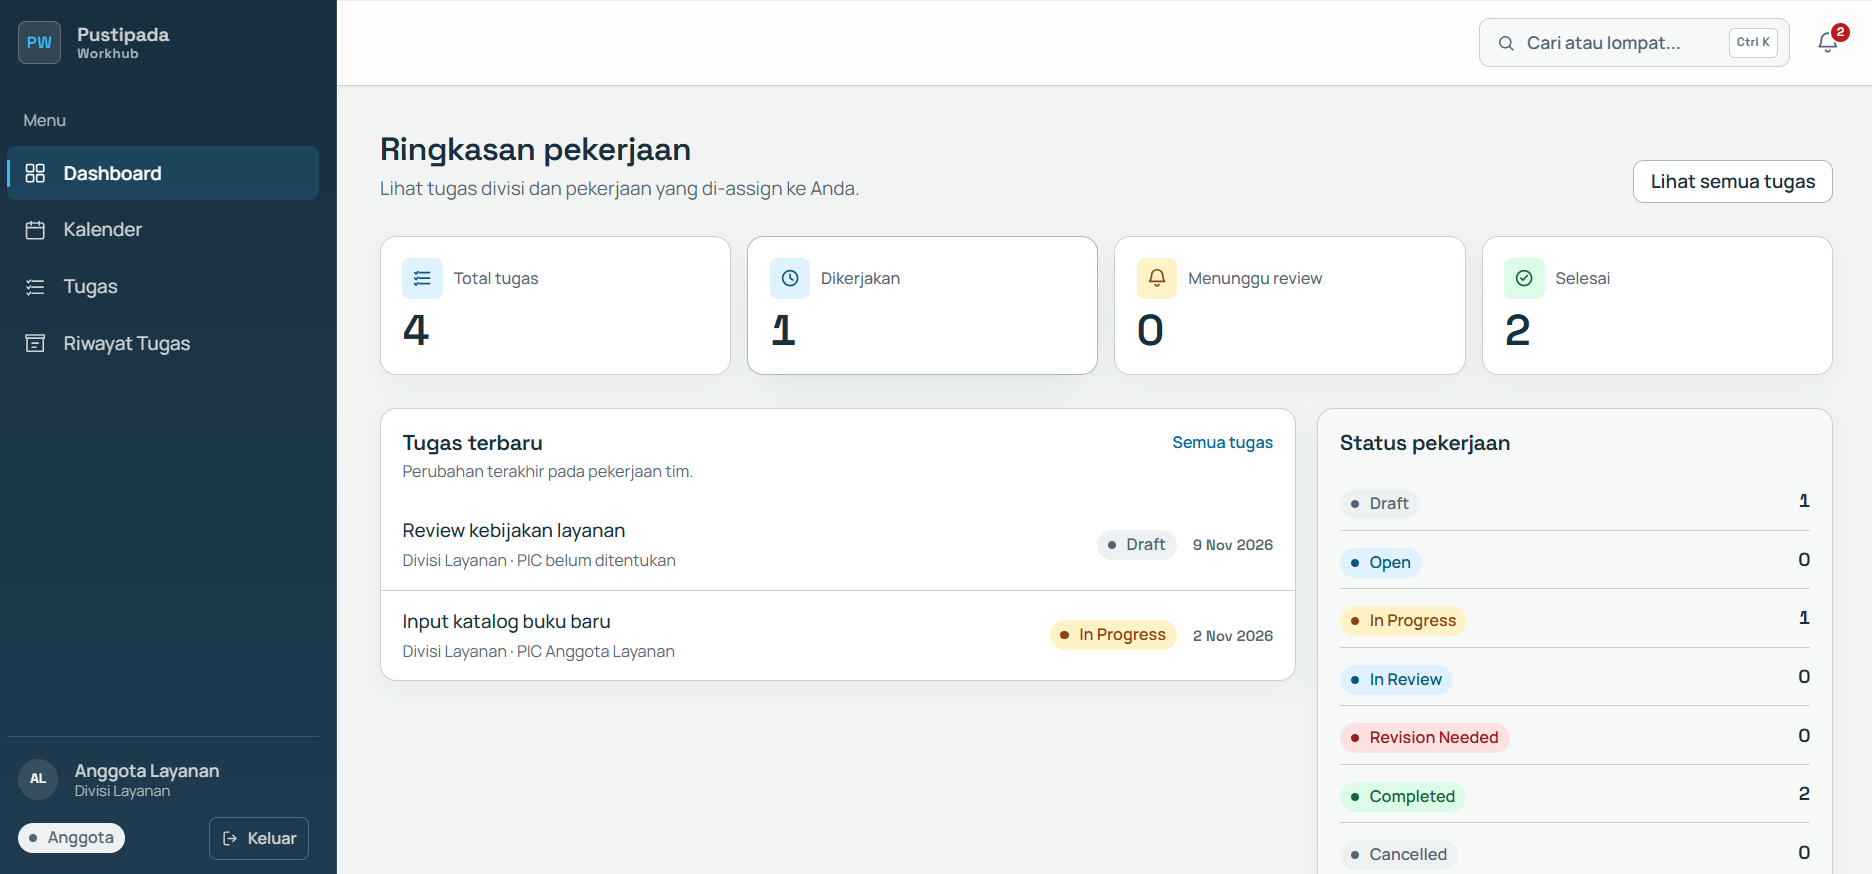 PW
Pustipada
Workhub
Menu
Dashboard
Kalender
Tugas
Riwayat Tugas
AL
Anggota Layanan
Divisi Layanan
Anggota
Keluar
Cari atau lompat...
Ctrl K
2
Ringkasan pekerjaan
Lihat tugas divisi dan pekerjaan yang di-assign ke Anda.
Lihat semua tugas
Total tugas
4
Dikerjakan
1
Menunggu review
0
Selesai
2
Tugas terbaru
Semua tugas
Perubahan terakhir pada pekerjaan tim.
Review kebijakan layanan
Divisi Layanan · PIC belum ditentukan
Draft
9 Nov 2026
Input katalog buku baru
Divisi Layanan · PIC Anggota Layanan
In Progress
2 Nov 2026
Status pekerjaan
Draft 1
Open 0
In Progress 1
In Review 0
Revision Needed 0
Completed 2
Cancelled 0